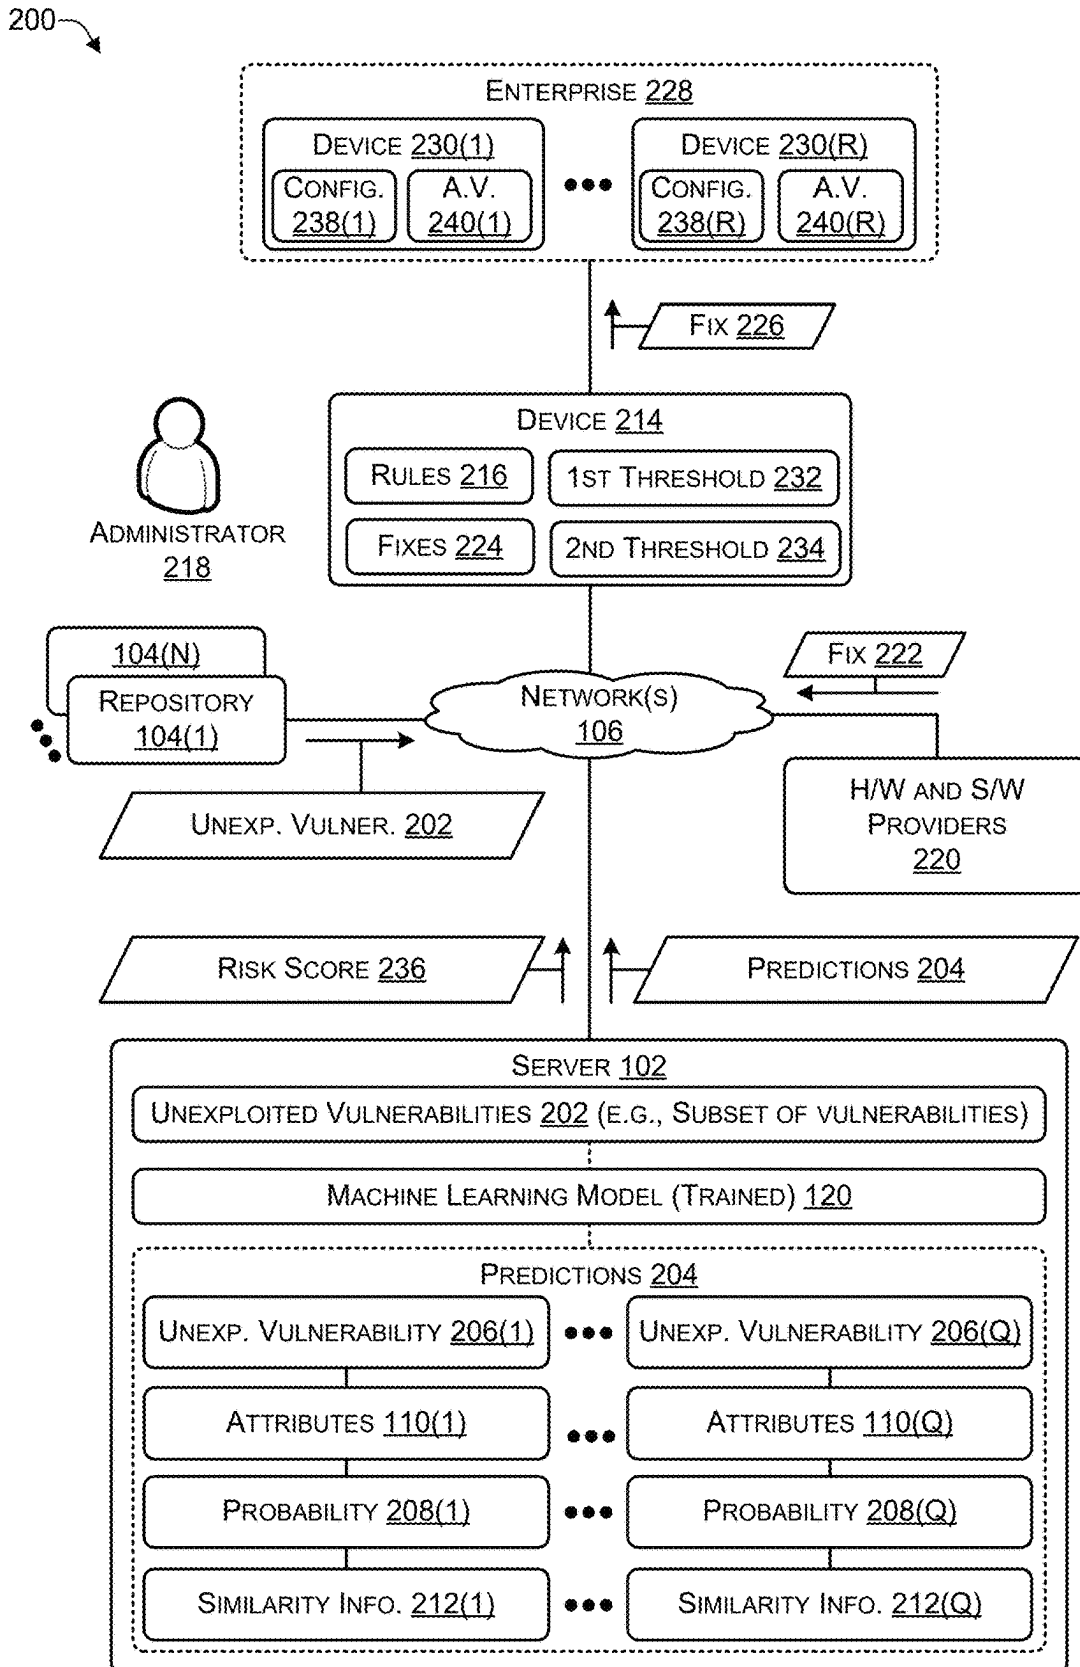 200
ENTERPRISE 228
DEVICE 230(1)
CONFIG.
238(1)
A.V.
240(1)
DEVICE 230(R)
CONFIG.
238(R)
A.V.
240(R)
FIX 226
DEVICE 214
RULES 216
1ST THRESHOLD 232
FIXES 224
2ND THRESHOLD 234
ADMINISTRATOR
218
104(N)
REPOSITORY
104(1)
NETWORK(S)
106
FIX 222
UNEXP. VULNER. 202
H/W AND S/W
PROVIDERS
220
RISK SCORE 236
PREDICTIONS 204
SERVER 102
UNEXPLOITED VULNERABILITIES 202 (E.G., SUBSET OF VULNERABILITIES)
MACHINE LEARNING MODEL (TRAINED) 120
PREDICTIONS 204
UNEXP. VULNERABILITY 206(1)
UNEXP. VULNERABILITY 206(Q)
ATTRIBUTES 110(1)
ATTRIBUTES 110(Q)
PROBABILITY 208(1)
PROBABILITY 208(Q)
SIMILARITY INFO. 212(1)
SIMILARITY INFO. 212(Q)